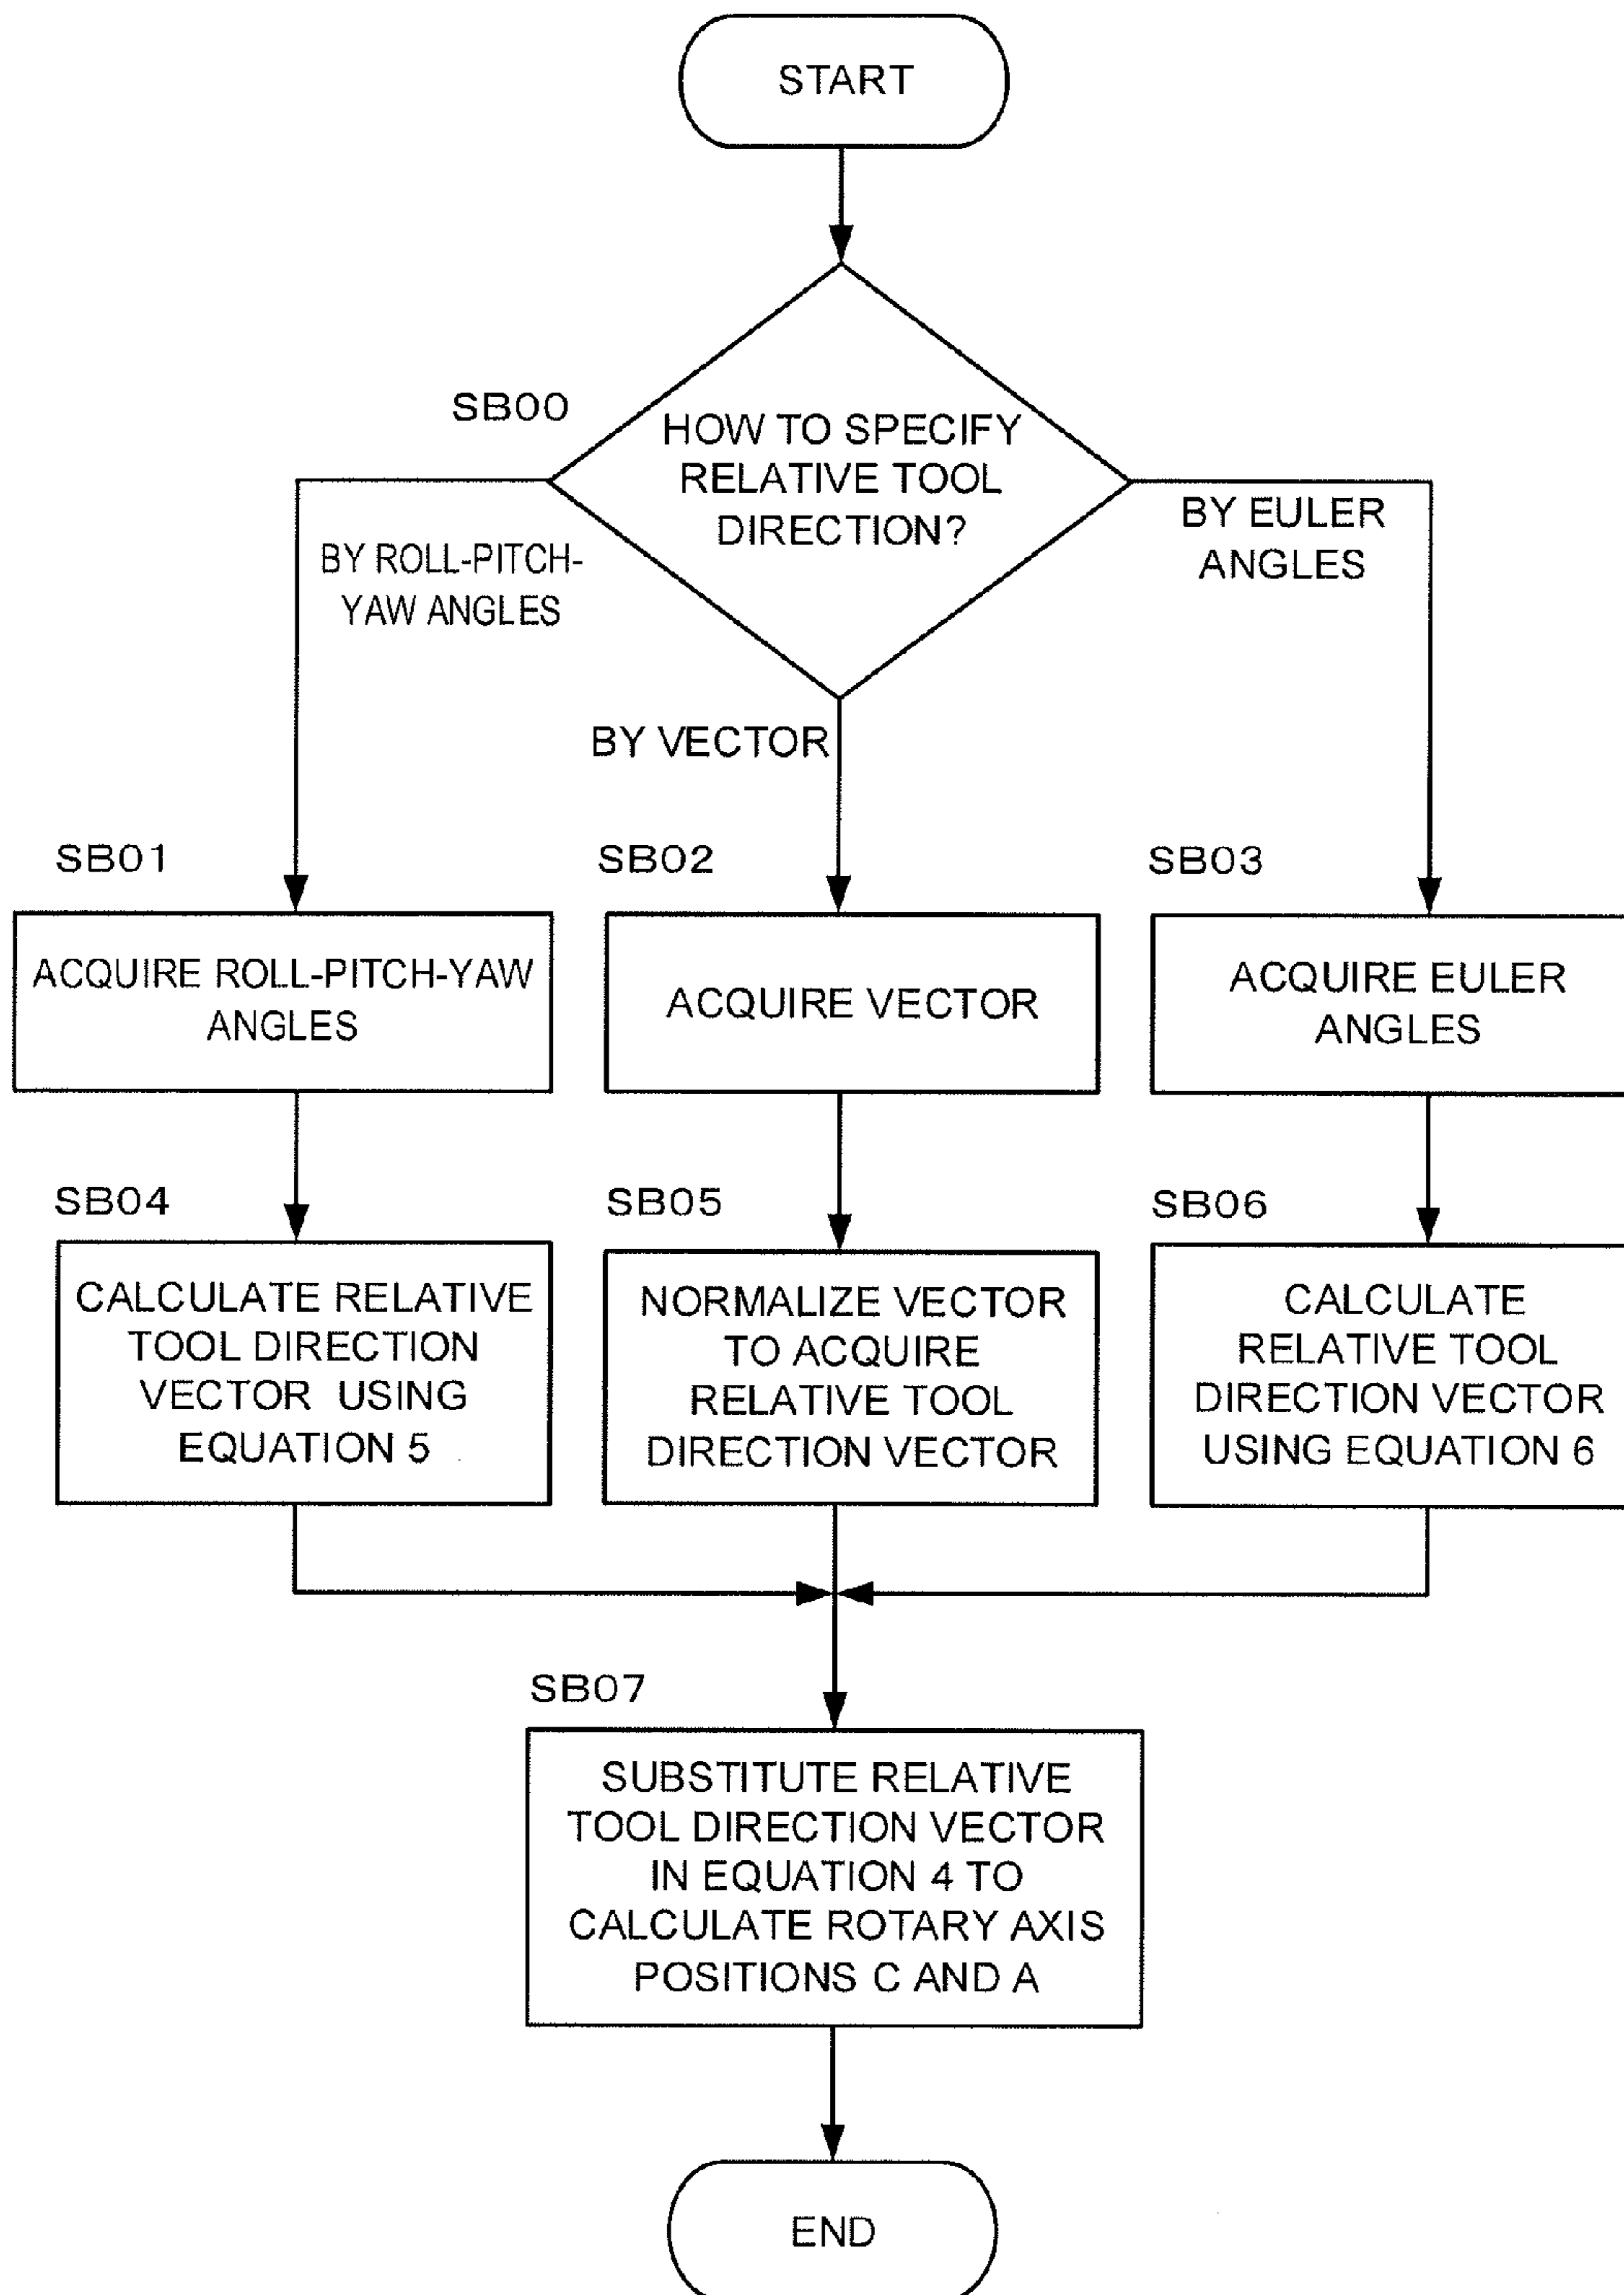 START
SB00
HOW TO SPECIFY
RELATIVE TOOL
DIRECTION?
BY ROLL-PITCH-
YAW ANGLES
BY VECTOR
BY EULER
ANGLES
SB01
ACQUIRE ROLL-PITCH-YAW
ANGLES
SB02
ACQUIRE VECTOR
SB03
ACQUIRE EULER
ANGLES
SB04
CALCULATE RELATIVE
TOOL DIRECTION
VECTOR USING
EQUATION 5
SB05
NORMALIZE VECTOR
TO ACQUIRE
RELATIVE TOOL
DIRECTION VECTOR
SB06
CALCULATE
RELATIVE TOOL
DIRECTION VECTOR
USING EQUATION 6
SB07
SUBSTITUTE RELATIVE
TOOL DIRECTION VECTOR
IN EQUATION 4 TO
CALCULATE ROTARY AXIS
POSITIONS C AND A
END